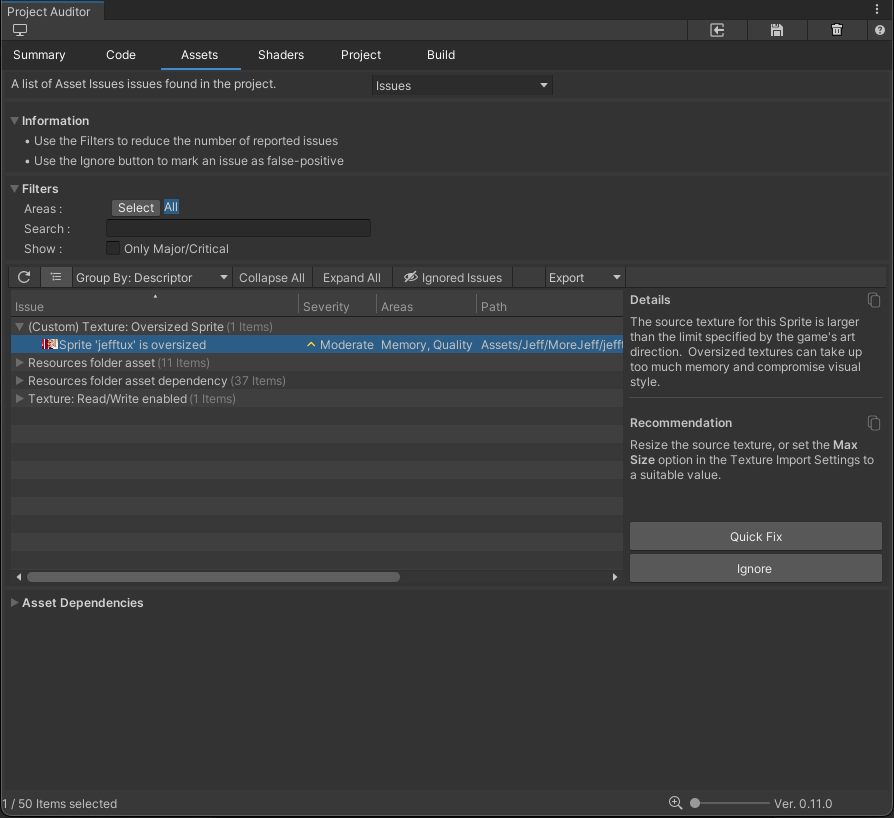 Project Auditor
Summary Code Assets Shaders Project Build
A list of Asset Issues issues found in the project. Issues
Information
• Use the Filters to reduce the number of reported issues
• Use the Ignore button to mark an issue as false-positive
Filters
Areas : Select All
Search :
Show : Only Major/Critical
Group By: Descriptor Collapse All Expand All Ignored Issues Export
Issue Severity Areas Path
(Custom) Texture: Oversized Sprite (1 Items)
Sprite 'jefftux' is oversized Moderate Memory, Quality Assets/Jeff/MoreJeff/jefft
Resources folder asset (11 Items)
Resources folder asset dependency (37 Items)
Texture: Read/Write enabled (1 Items)
Details
The source texture for this Sprite is larger
than the limit specified by the game's art
direction. Oversized textures can take up
too much memory and compromise visual
style.
Recommendation
Resize the source texture, or set the Max
Size option in the Texture Import Settings to
a suitable value.
Quick Fix
Ignore
Asset Dependencies
1 / 50 Items selected Ver. 0.11.0